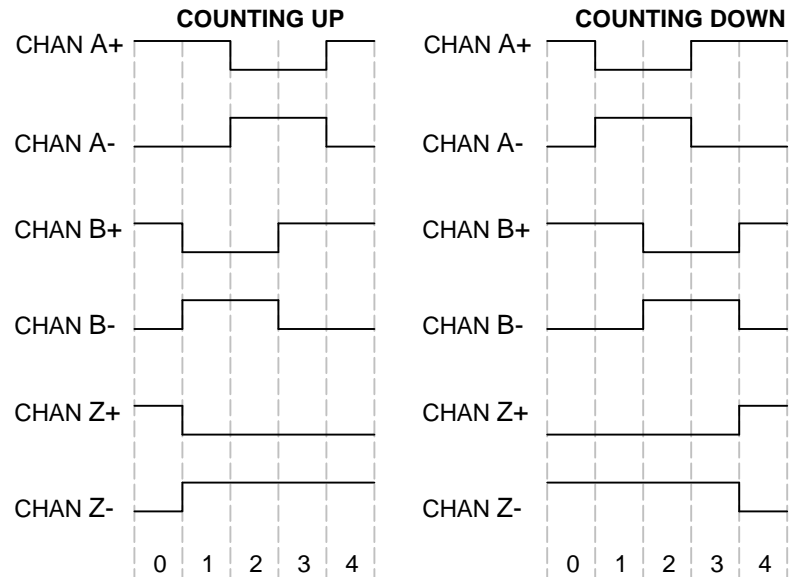 COUNTING UP
CHAN A+
CHAN A-
CHAN B+
CHAN B-
CHAN Z+
CHAN Z-
0 1 2 3 4
COUNTING DOWN
CHAN A+
CHAN A-
CHAN B+
CHAN B-
CHAN Z+
CHAN Z-
0 1 2 3 4